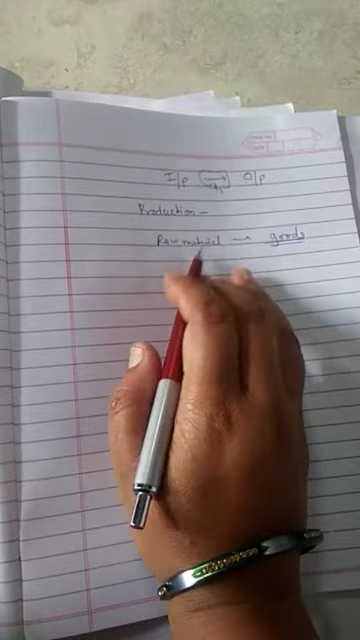 I/p → O/p
Production -
Raw material → goods